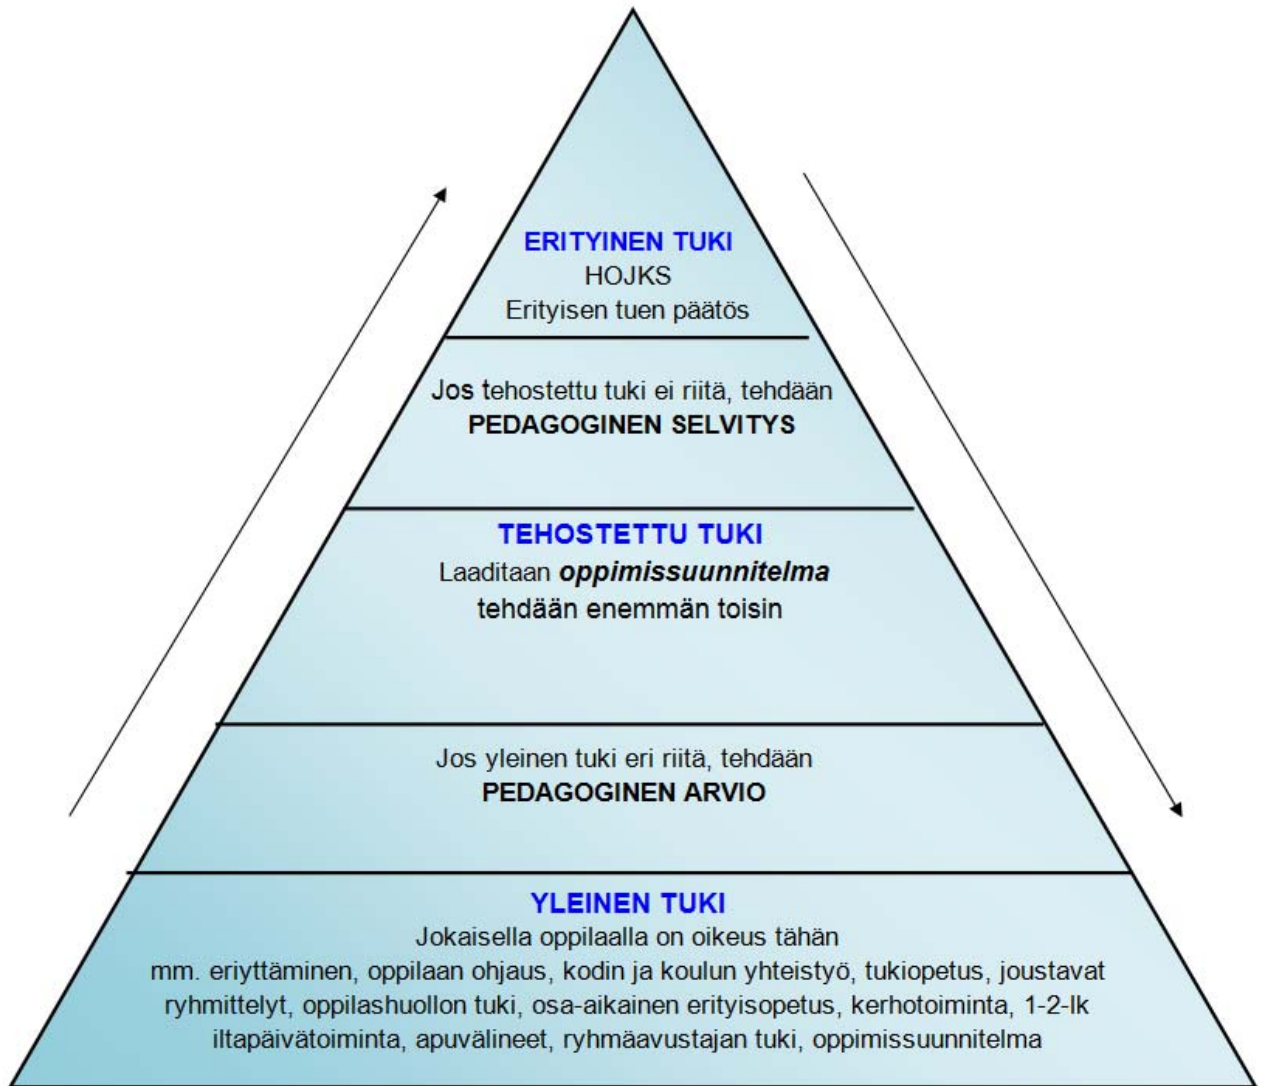 ERITYINEN TUKI
HOJKS
Erityisen tuen päätös
Jos tehostettu tuki ei riitä, tehdään
PEDAGOGINEN SELVITYS
TEHOSTETTU TUKI
Laaditaan oppimissuunnitelma
tehdään enemmän toisin
Jos yleinen tuki eri riitä, tehdään
PEDAGOGINEN ARVIO
YLEINEN TUKI
Jokaisella oppilaalla on oikeus tähän
mm. eriyttäminen, oppilaan ohjaus, kodin ja koulun yhteistyö, tukiopetus, joustavat
ryhmittelyt, oppilashuollon tuki, osa-aikainen erityisopetus, kerhotoiminta, 1-2-lk
iltapäivätoiminta, apuvälineet, ryhmäavustajan tuki, oppimissuunnitelma